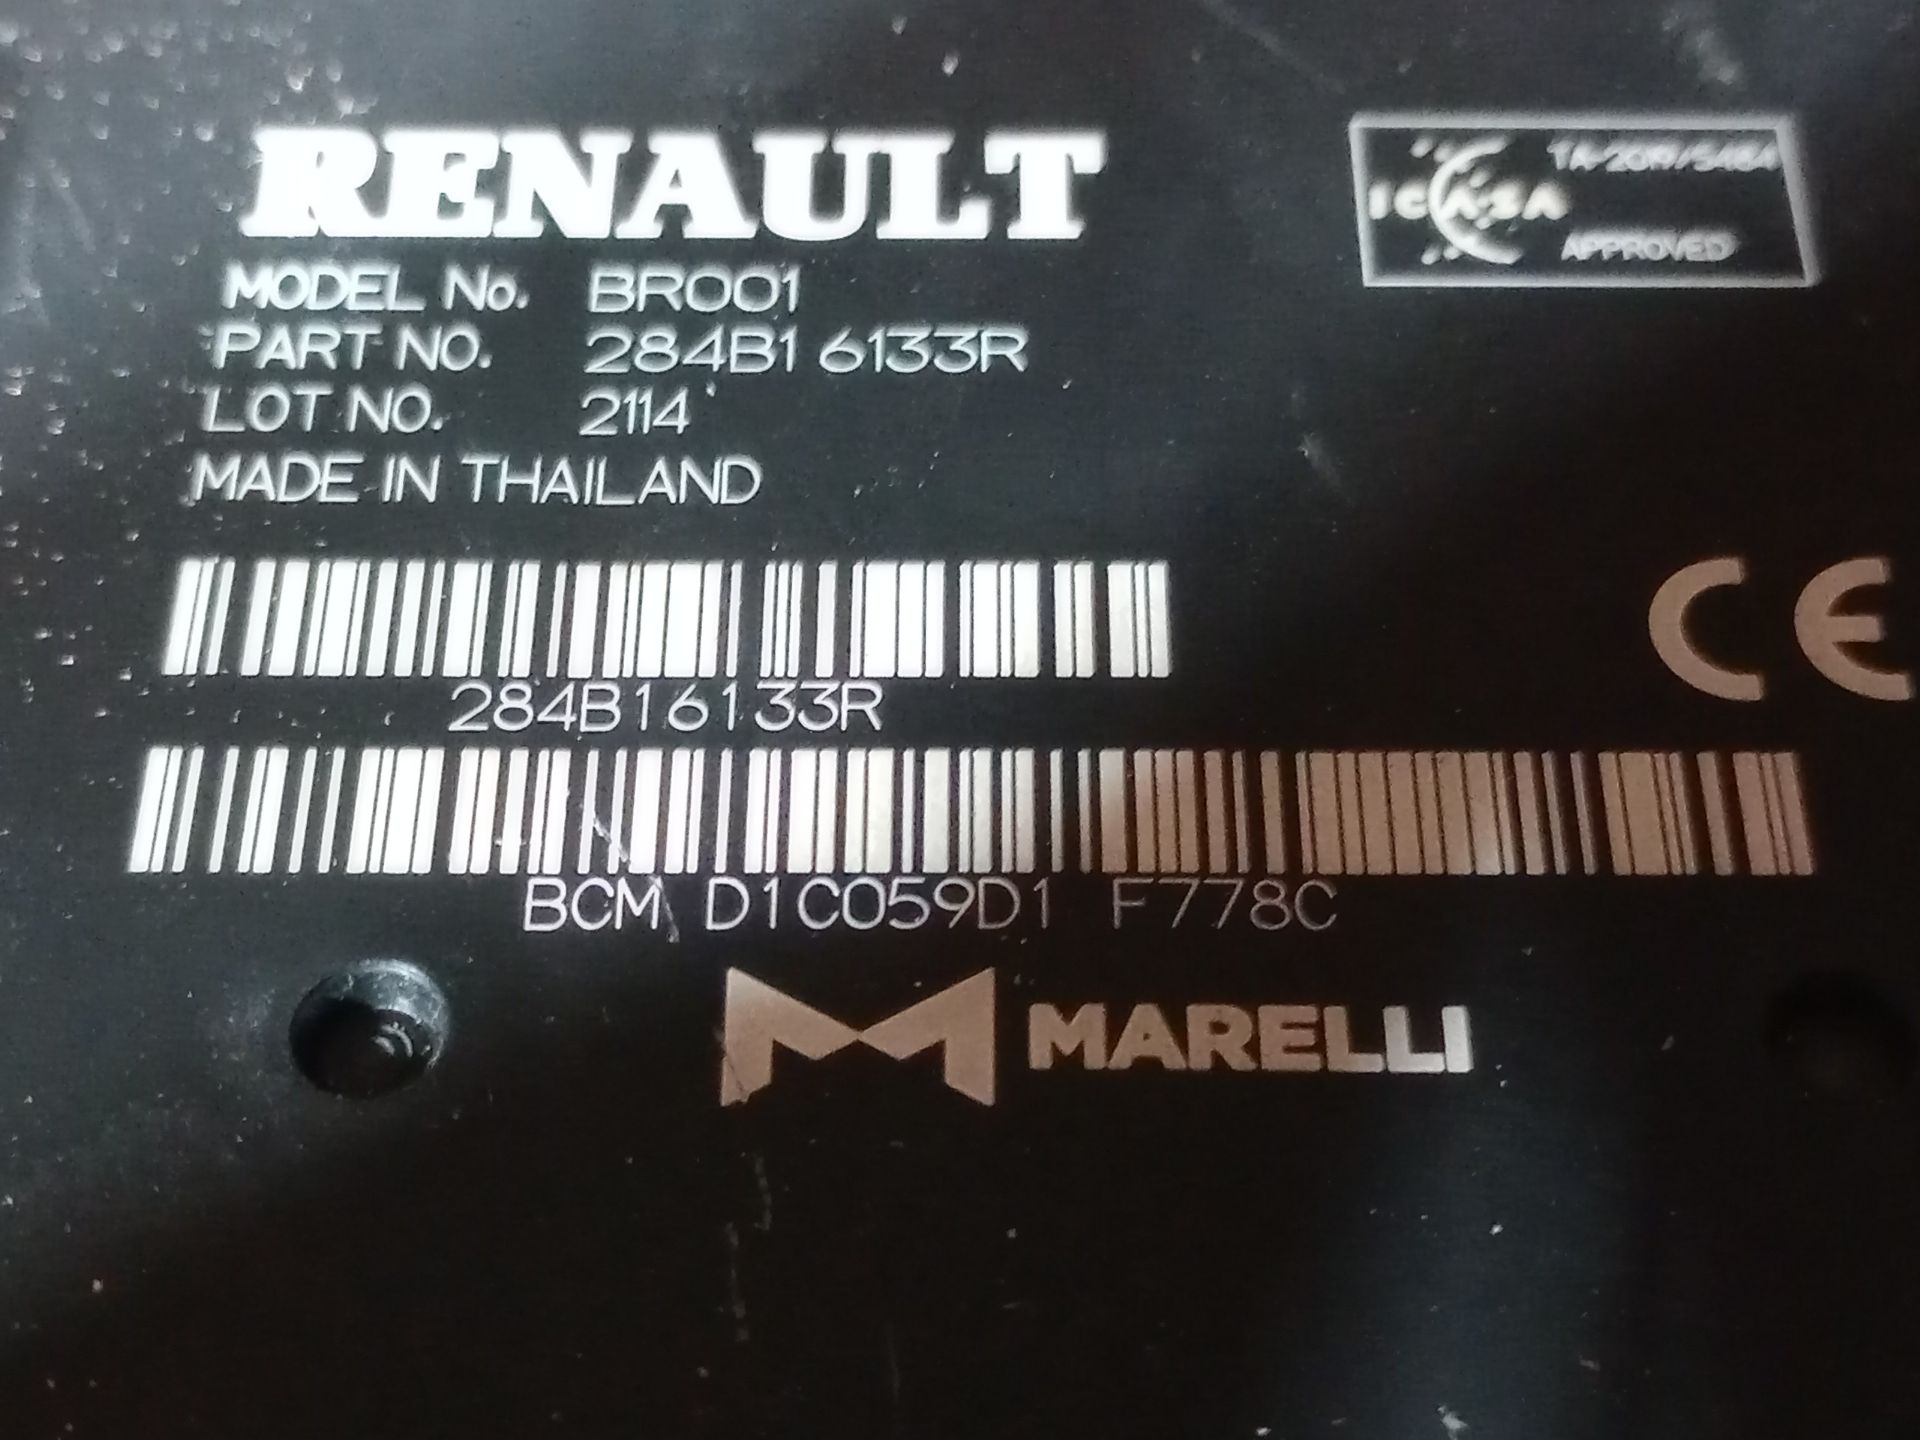 RENAULT
MODEL No. BR001
PART NO. 284B1 6133R
LOT NO. 2114
MADE IN THAILAND
ICASA
APPROVED
284B16133R
CE
BCM D1C059D1 F778C
MARELLI